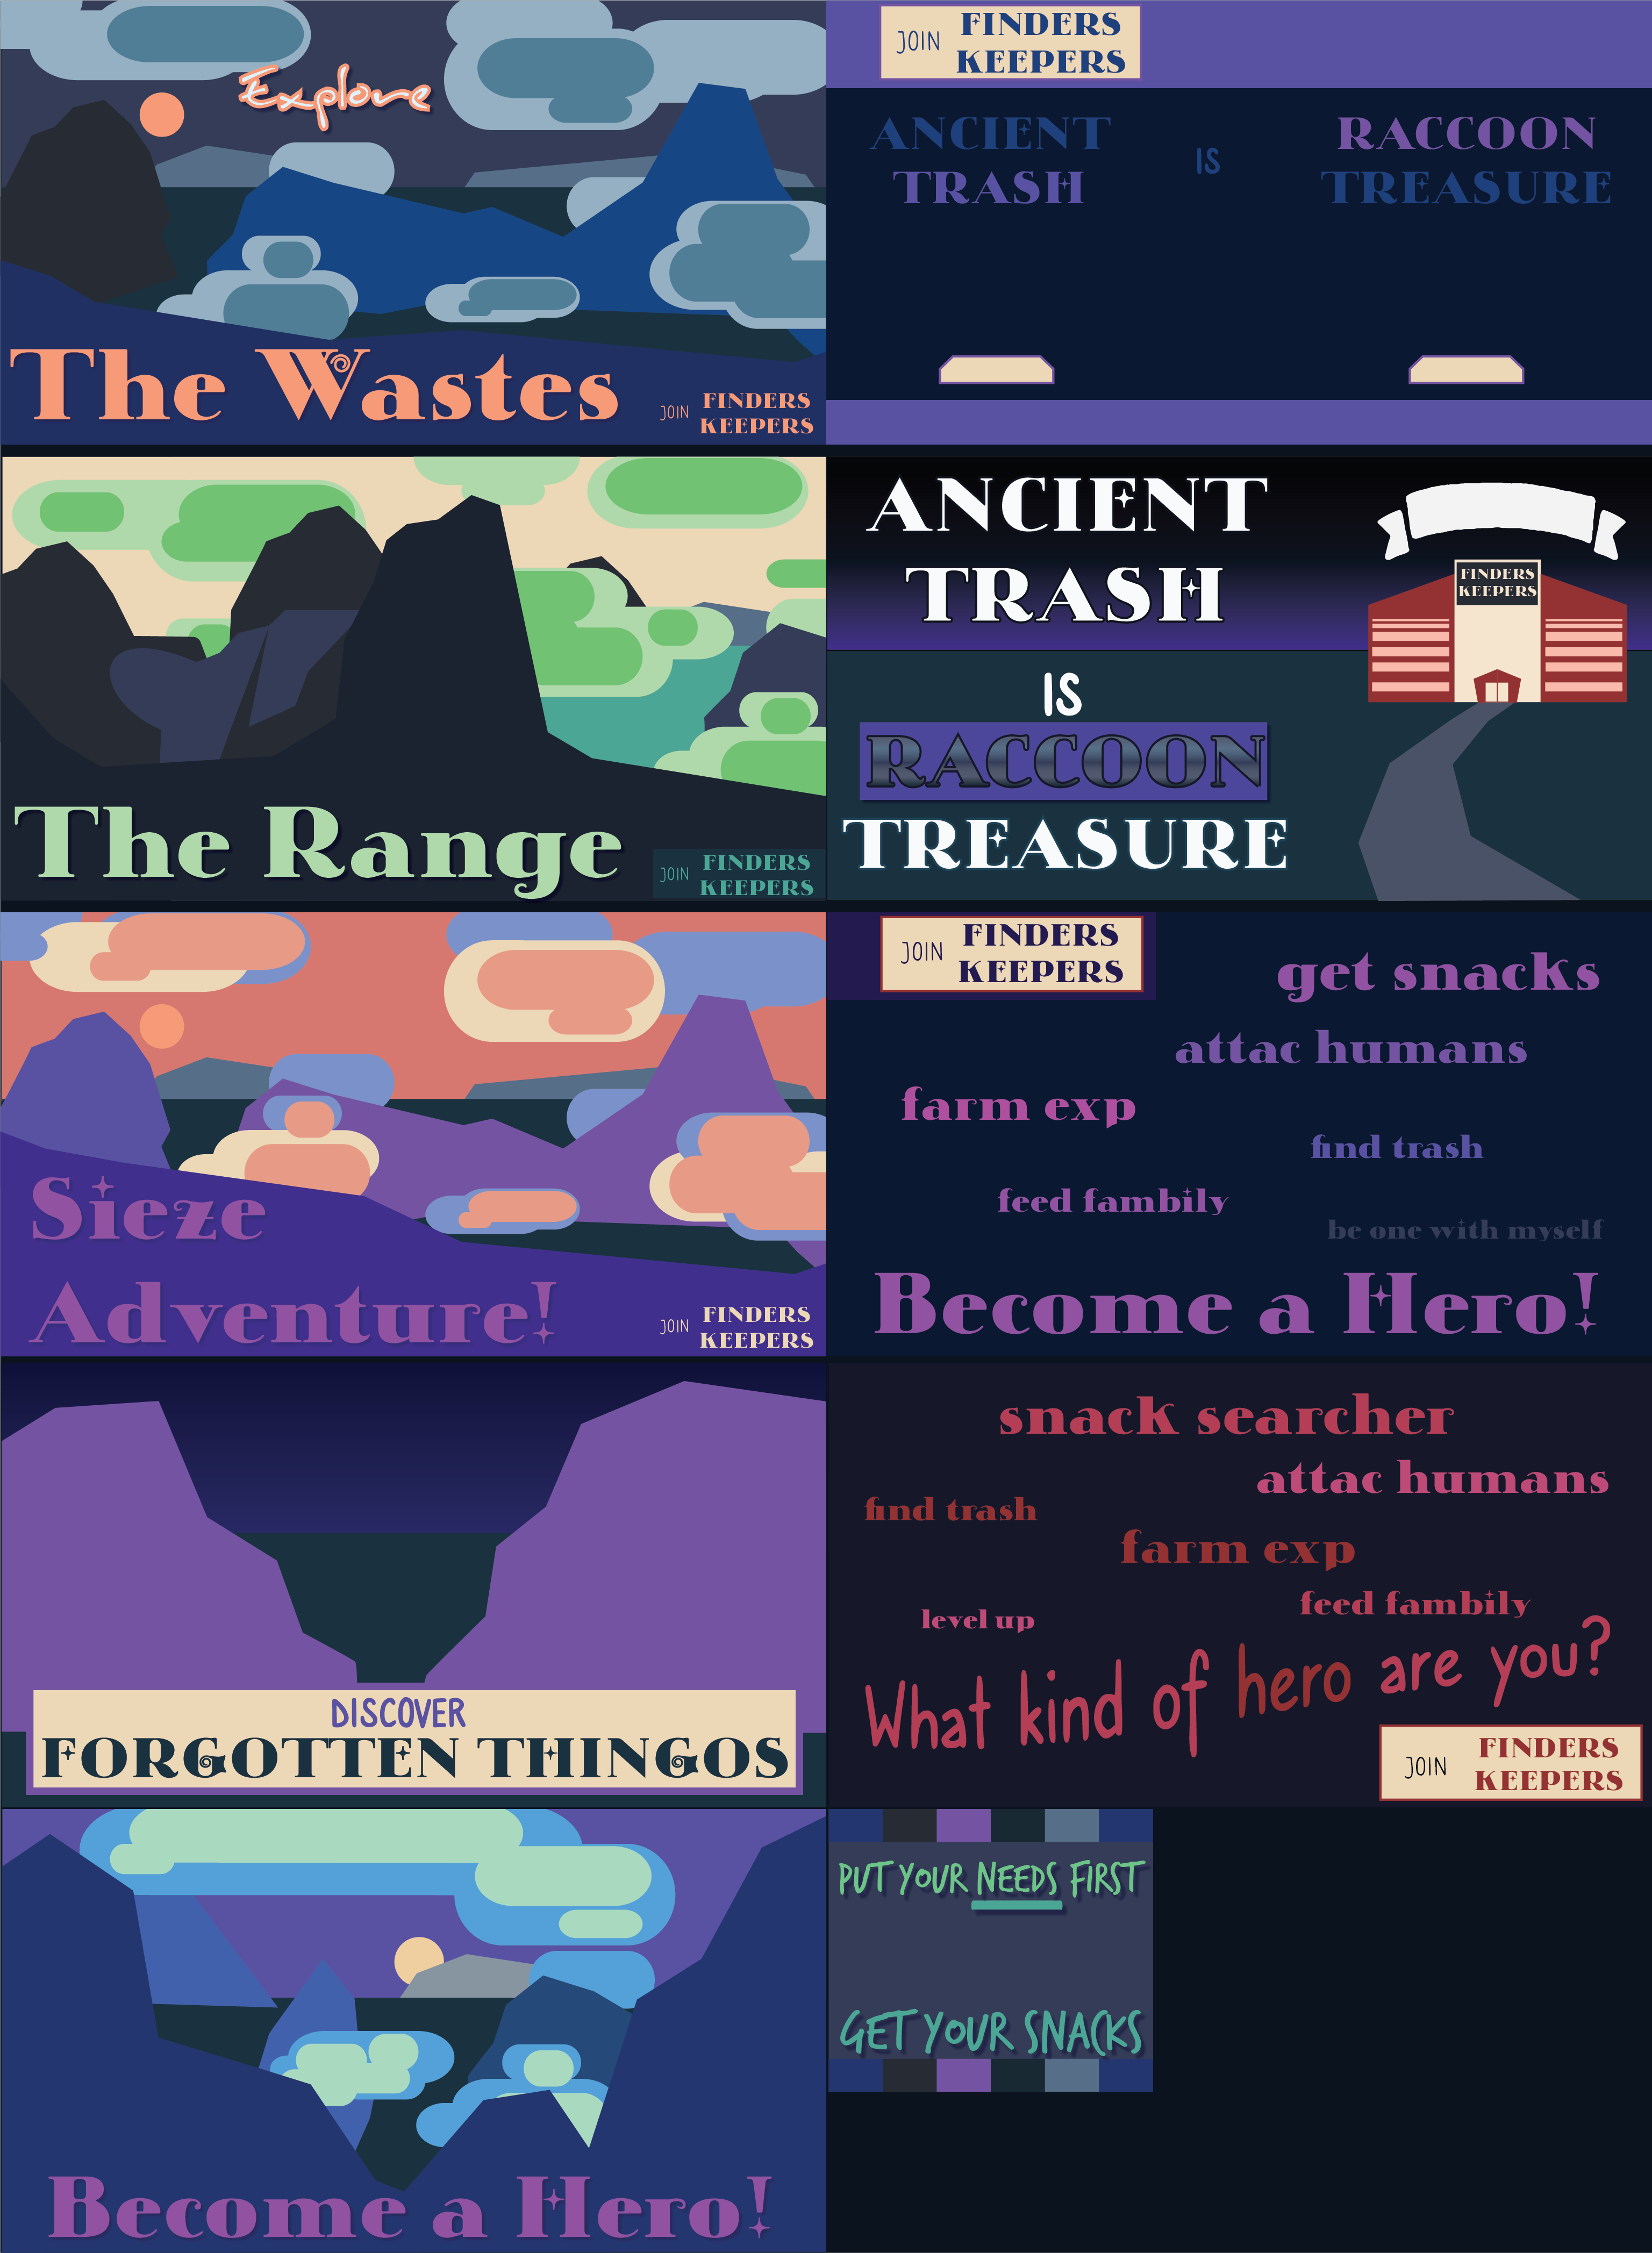 Explore
The Wastes
JOIN FINDERS KEEPERS
JOIN FINDERS KEEPERS
ANCIENT TRASH
IS
RACCOON TREASURE
The Range
JOIN FINDERS KEEPERS
ANCIENT
TRASH
IS
RACCOON
TREASURE
FINDERS
KEEPERS
Sieze
Adventure!
JOIN FINDERS KEEPERS
JOIN FINDERS KEEPERS
get snacks
attac humans
farm exp
find trash
feed fambily
be one with myself
Become a Hero!
DISCOVER
FORGOTTEN THINGOS
snack searcher
attac humans
find trash
farm exp
feed fambily
level up
What kind of hero are you?
JOIN FINDERS KEEPERS
Become a Hero!
PUT YOUR NEEDS FIRST
GET YOUR SNACKS